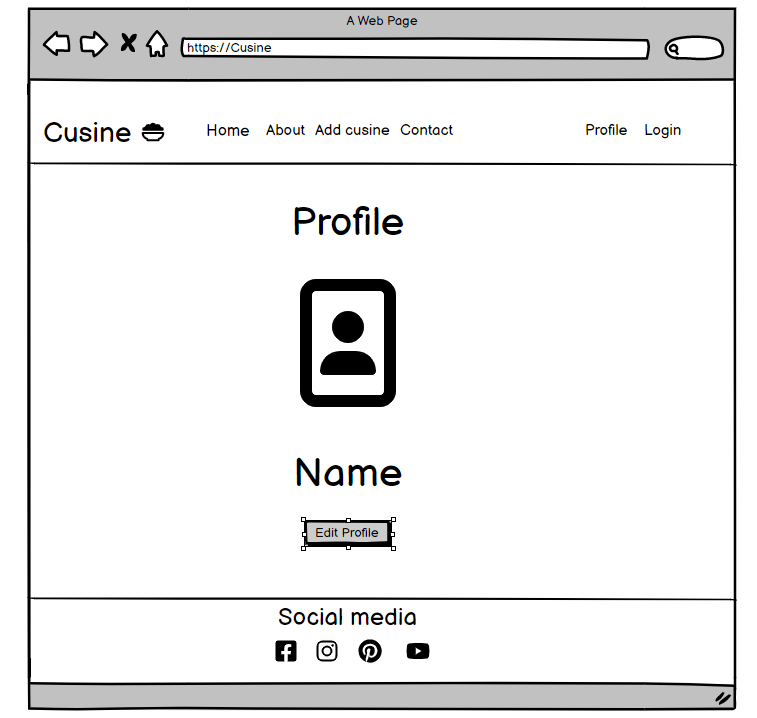 A Web Page
https://Cusine
Cusine Home About Add cusine Contact Profile Login
Profile
Name
Edit Profile
Social media